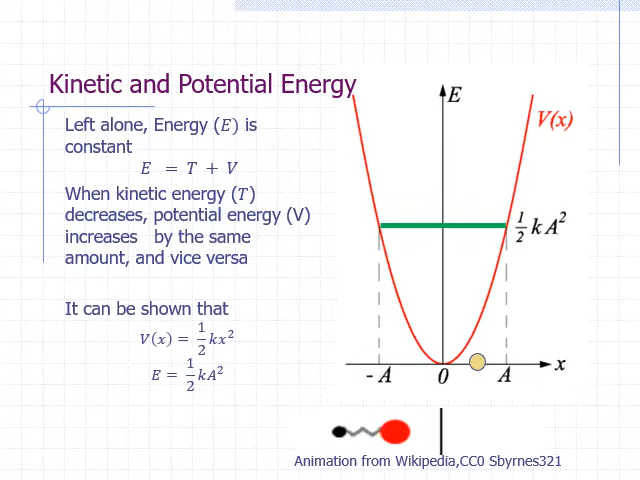 Kinetic and Potential Energy
Left alone, Energy (E) is
constant
E = T + V
When kinetic energy (T)
decreases, potential energy (V)
increases by the same
amount, and vice versa
It can be shown that
V(x) = 1/2 kx²
E = 1/2 kA²
E
V(x)
1/2 k A²
- A
0
A
x
Animation from Wikipedia,CC0 Sbyrnes321